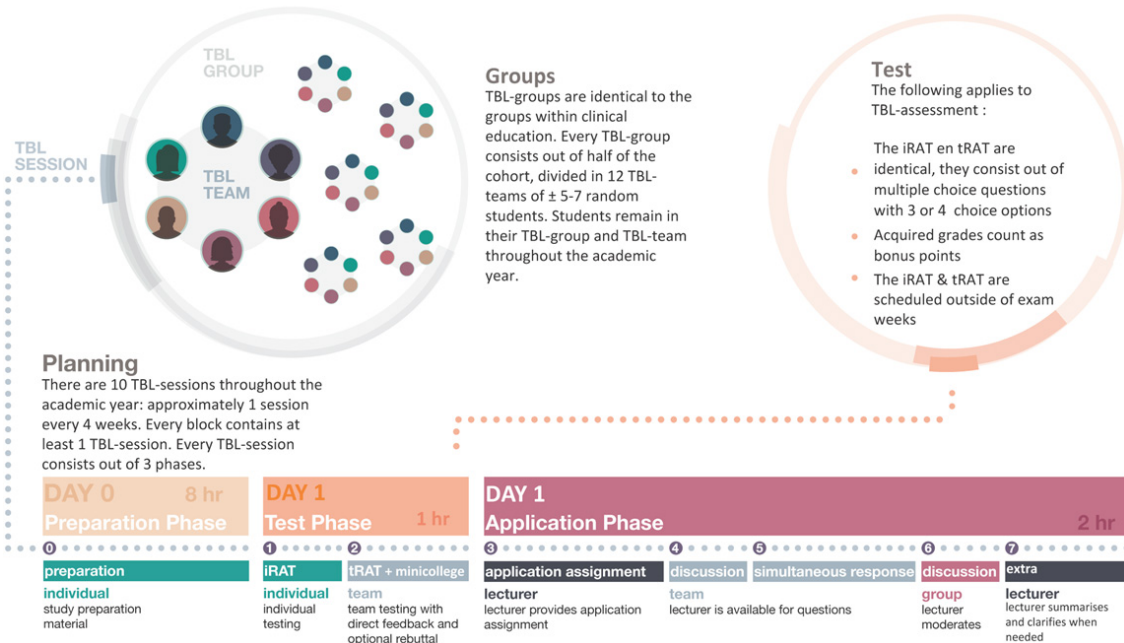 TBL
GROUP
TBL
SESSION
TBL
TEAM
Groups
TBL-groups are identical to the
groups within clinical
education. Every TBL-group
consists out of half of the
cohort, divided in 12 TBL-
teams of ± 5-7 random
students. Students remain in
their TBL-group and TBL-team
throughout the academic
year.
Test
The following applies to
TBL-assessment :
The iRAT en tRAT are
identical, they consist out of
multiple choice questions
with 3 or 4 choice options
Acquired grades count as
bonus points
The iRAT & tRAT are
scheduled outside of exam
weeks
Planning
There are 10 TBL-sessions throughout the
academic year: approximately 1 session
every 4 weeks. Every block contains at
least 1 TBL-session. Every TBL-session
consists out of 3 phases.
DAY 0 8 hr
Preparation Phase
DAY 1
Test Phase 1 hr
DAY 1
Application Phase 2 hr
0
preparation
individual
study preparation
material
1
iRAT
individual
individual
testing
2
tRAT + minicollege
team
team testing with
direct feedback and
optional rebuttal
3
application assignment
lecturer
lecturer provides application
assignment
4
discussion
team
lecturer is available for questions
5
simultaneous response
6
discussion
group
lecturer
moderates
7
extra
lecturer
lecturer summarises
and clarifies when
needed